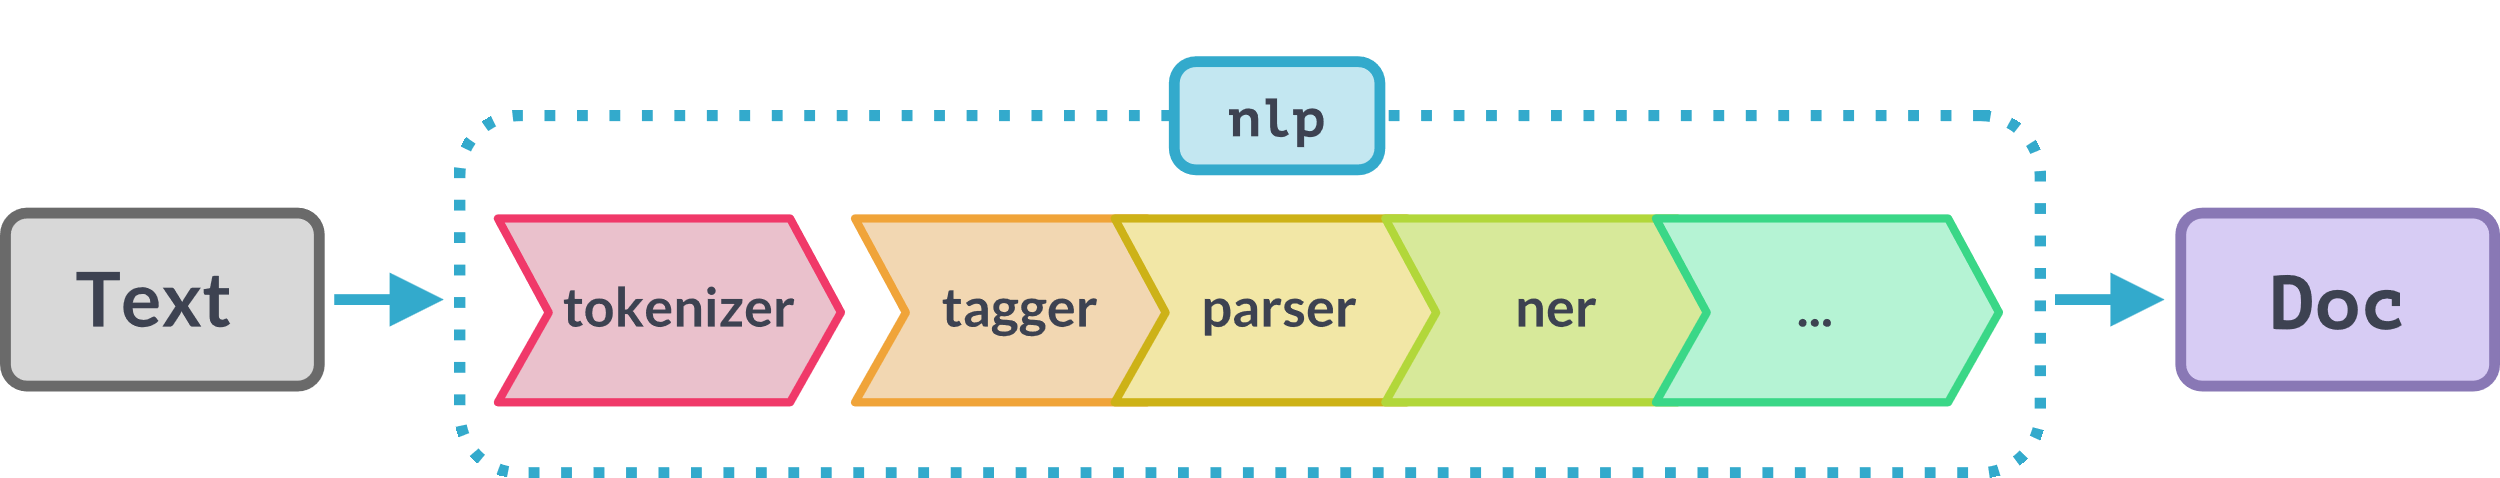 nlp
Text
tokenizer
tagger
parser
ner
...
Doc